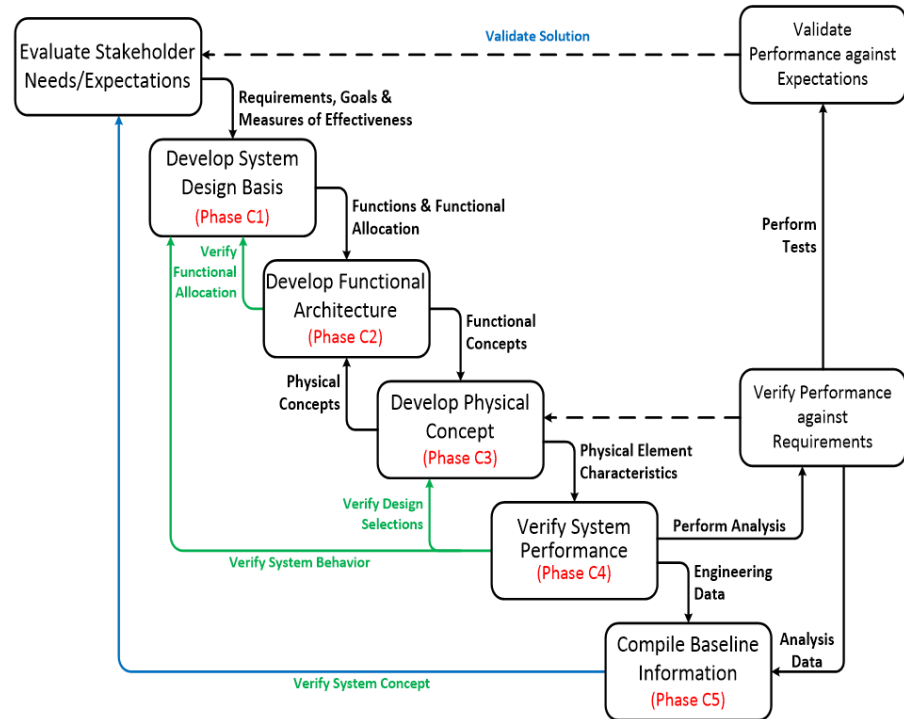 Evaluate Stakeholder
Needs/Expectations
Validate Solution
Validate
Performance against
Expectations
Requirements, Goals &
Measures of Effectiveness
Develop System
Design Basis
(Phase C1)
Functions & Functional
Allocation
Verify
Functional
Allocation
Perform
Tests
Develop Functional
Architecture
(Phase C2)
Functional
Concepts
Physical
Concepts
Develop Physical
Concept
(Phase C3)
Verify Performance
against
Requirements
Physical Element
Characteristics
Verify Design
Selections
Verify System
Performance
(Phase C4)
Perform Analysis
Verify System Behavior
Engineering
Data
Compile Baseline
Information
(Phase C5)
Analysis
Data
Verify System Concept